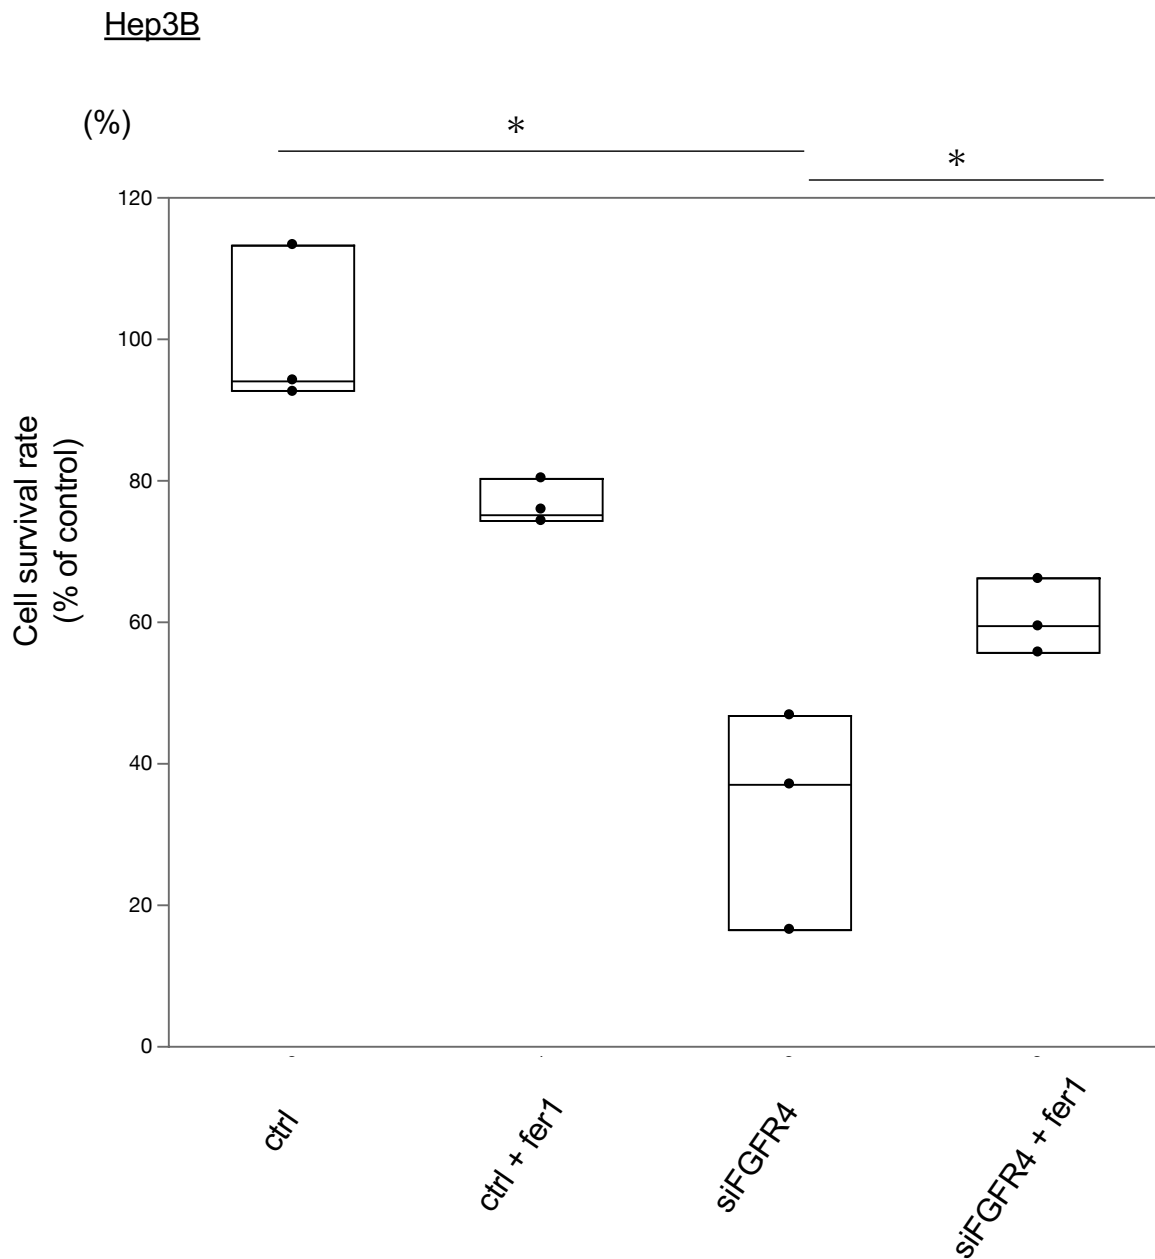 Hep3B
(%)
*
*
120
100
80
60
40
20
0
Cell survival rate
(% of control)
ctrl
ctrl + fer1
siFGFR4
siFGFR4 + fer1